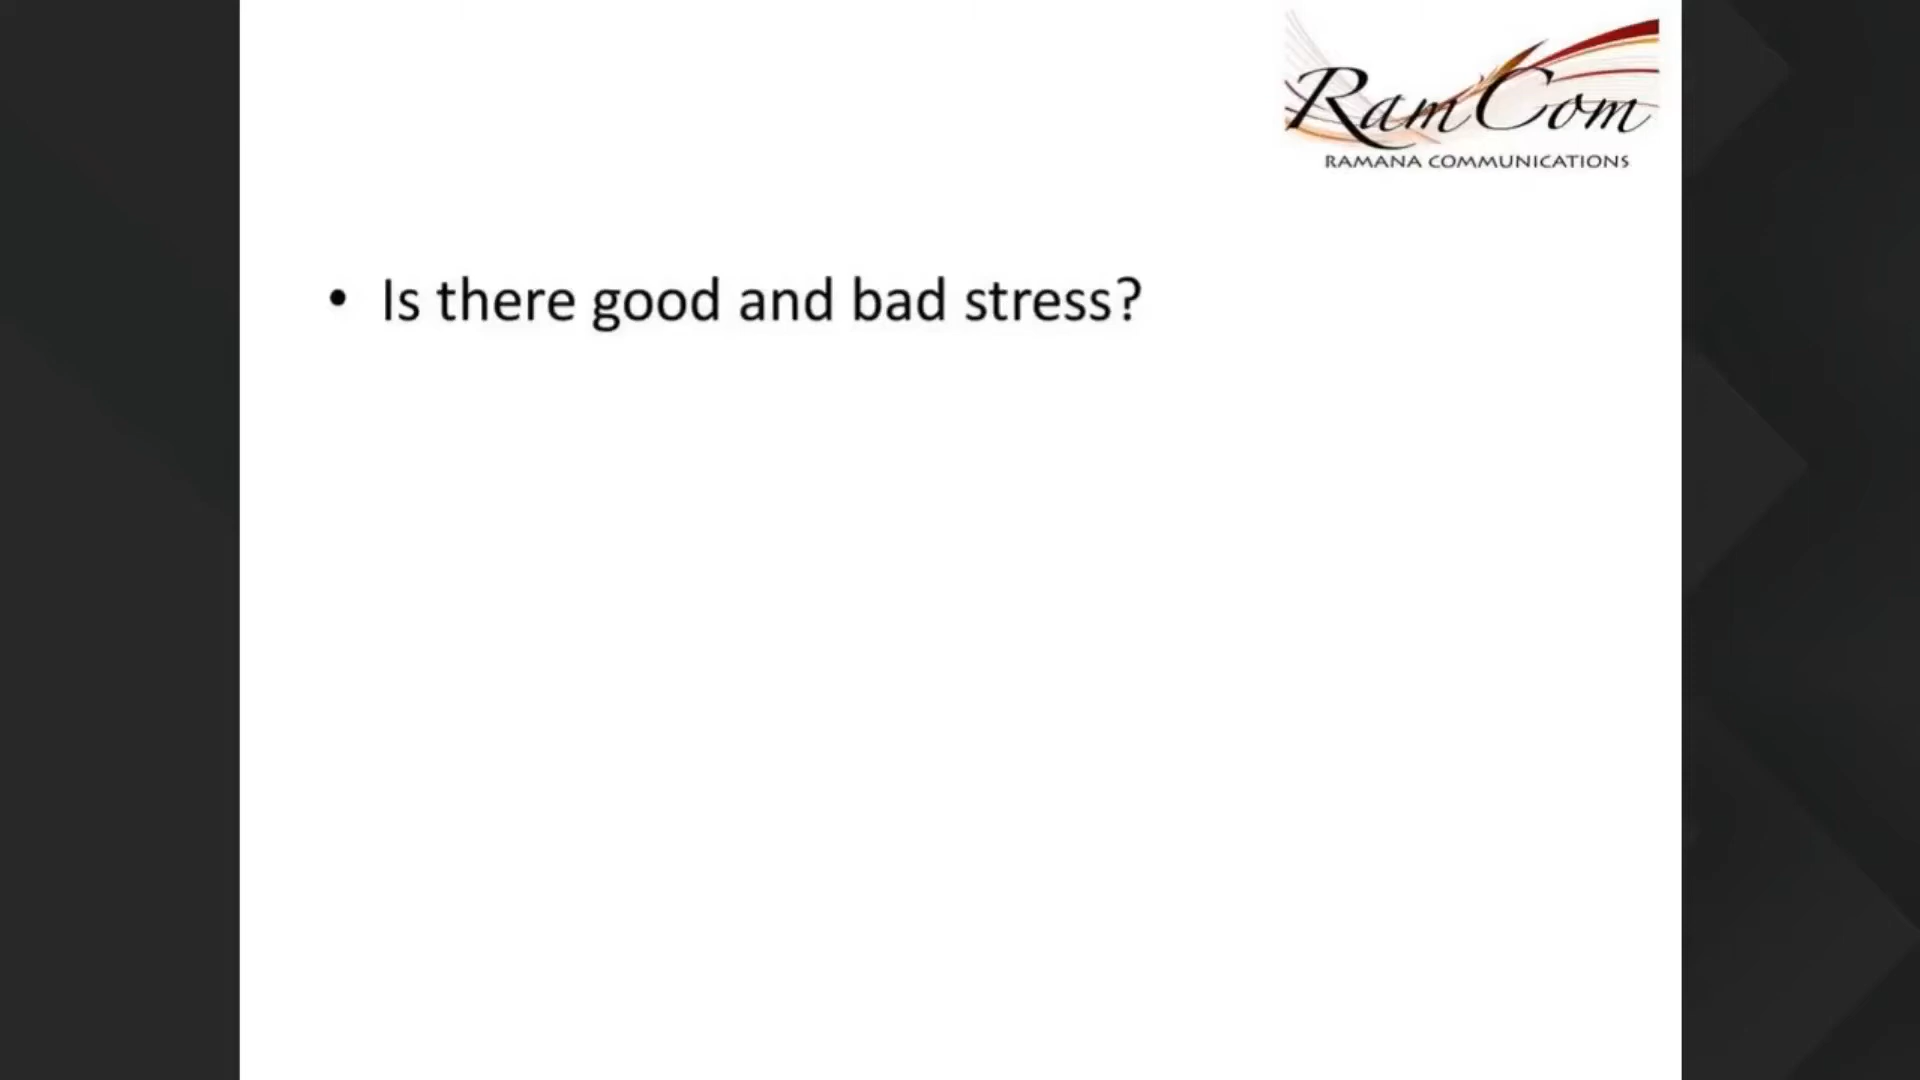 RamCom
RAMANA COMMUNICATIONS
• Is there good and bad stress?